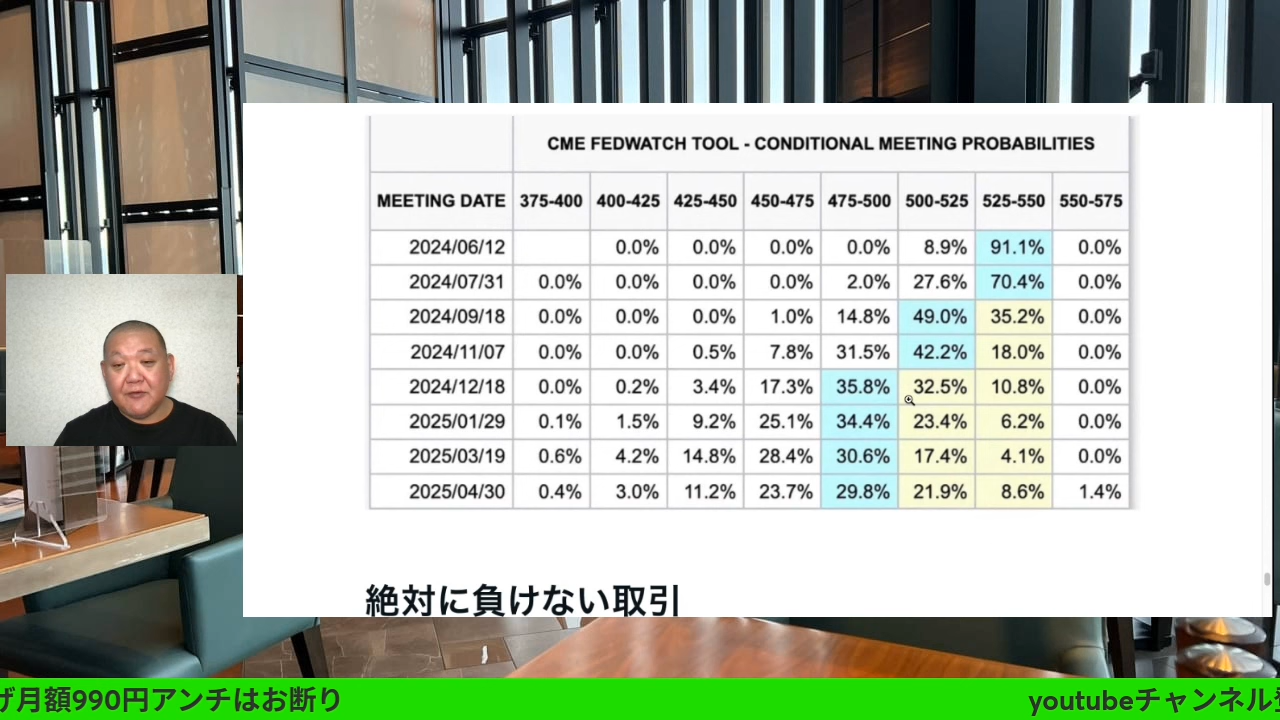 CME FEDWATCH TOOL - CONDITIONAL MEETING PROBABILITIES
MEETING DATE 375-400 400-425 425-450 450-475 475-500 500-525 525-550 550-575
2024/06/12 0.0% 0.0% 0.0% 0.0% 8.9% 91.1% 0.0%
2024/07/31 0.0% 0.0% 0.0% 0.0% 2.0% 27.6% 70.4% 0.0%
2024/09/18 0.0% 0.0% 0.0% 1.0% 14.8% 49.0% 35.2% 0.0%
2024/11/07 0.0% 0.0% 0.5% 7.8% 31.5% 42.2% 18.0% 0.0%
2024/12/18 0.0% 0.2% 3.4% 17.3% 35.8% 32.5% 10.8% 0.0%
2025/01/29 0.1% 1.5% 9.2% 25.1% 34.4% 23.4% 6.2% 0.0%
2025/03/19 0.6% 4.2% 14.8% 28.4% 30.6% 17.4% 4.1% 0.0%
2025/04/30 0.4% 3.0% 11.2% 23.7% 29.8% 21.9% 8.6% 1.4%
絶対に負けない取引
げ月額990円アンチはお断り youtubeチャンネル